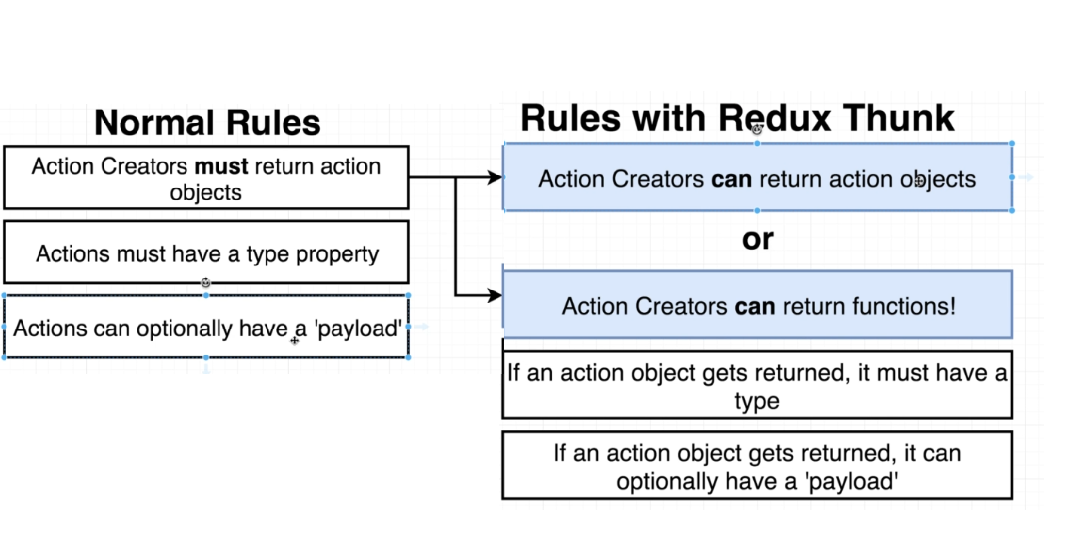 Normal Rules
Action Creators must return action
objects
Actions must have a type property
Actions can optionally have a 'payload'
Rules with Redux Thunk
Action Creators can return action objects
or
Action Creators can return functions!
If an action object gets returned, it must have a
type
If an action object gets returned, it can
optionally have a 'payload'